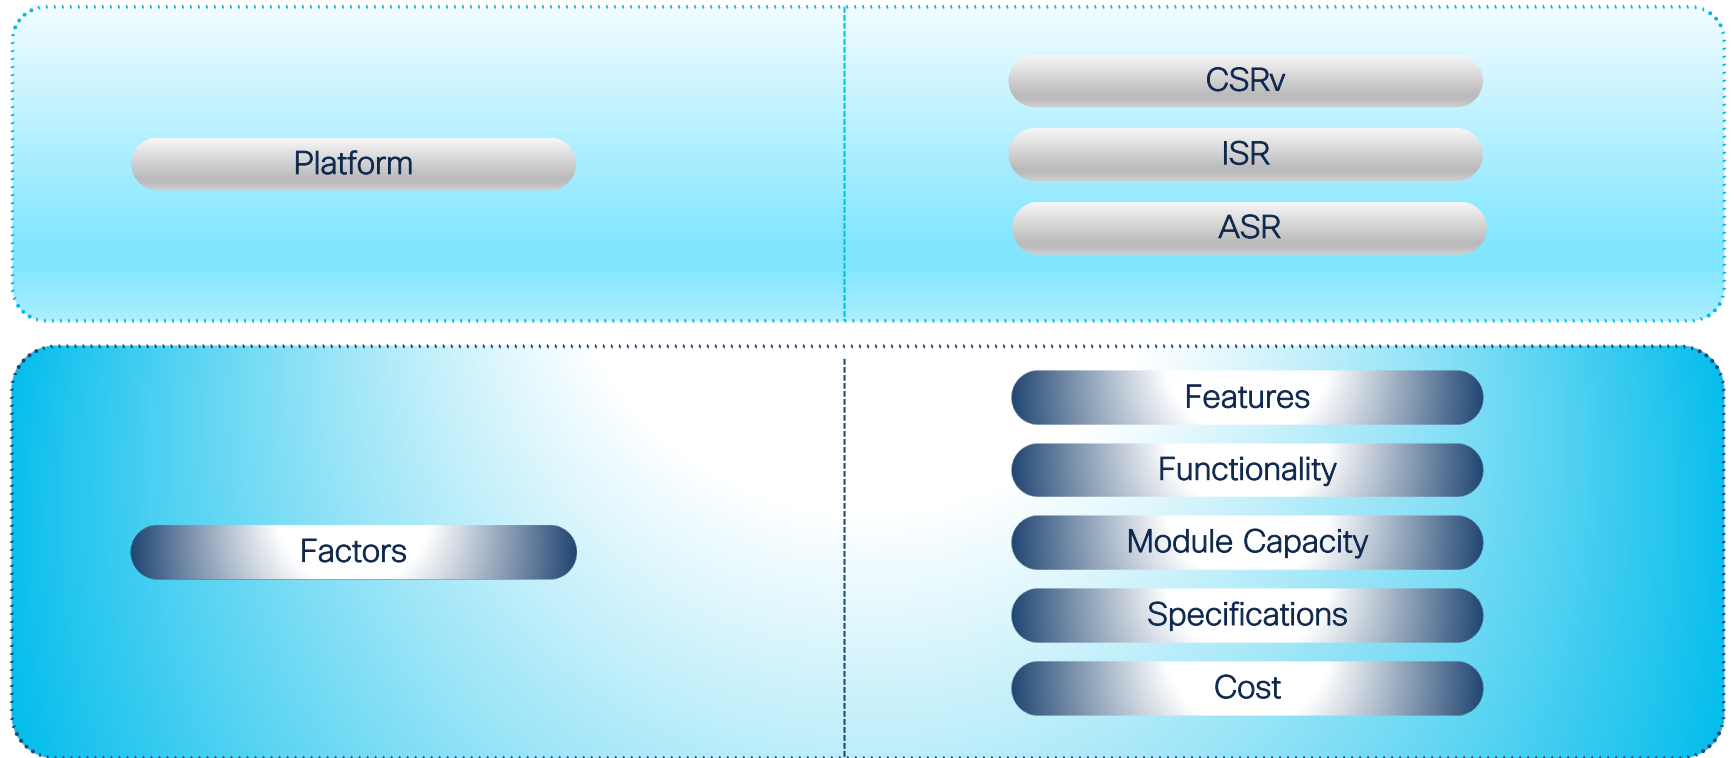 Platform
CSRv
ISR
ASR
Factors
Features
Functionality
Module Capacity
Specifications
Cost